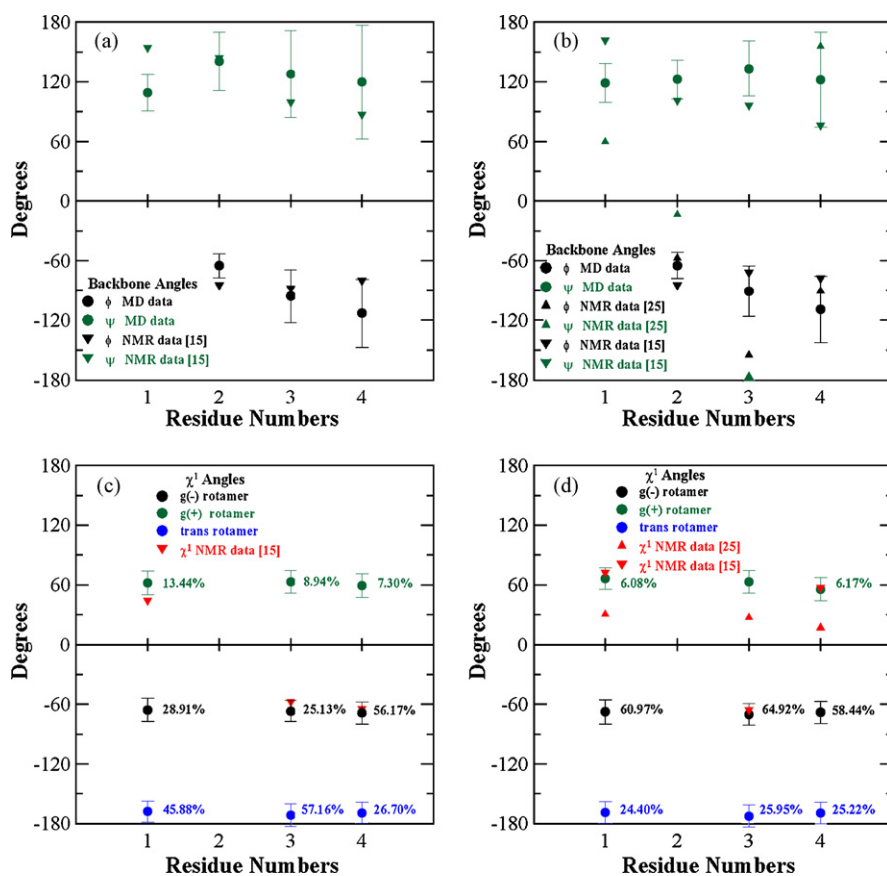 (a)
180
120
60
0
-60
-120
-180
Degrees
Backbone Angles
ϕ MD data
ψ MD data
ϕ NMR data [15]
ψ NMR data [15]
1 2 3 4
Residue Numbers
(b)
180
120
60
0
-60
-120
-180
Degrees
Backbone Angles
ϕ MD data
ψ MD data
ϕ NMR data [25]
ψ NMR data [25]
ϕ NMR data [15]
ψ NMR data [15]
1 2 3 4
Residue Numbers
(c)
180
120
60
0
-60
-120
-180
Degrees
χ¹ Angles
g(-) rotamer
g(+) rotamer
trans rotamer
χ¹ NMR data [15]
13.44% 8.94% 7.30%
28.91% 25.13% 56.17%
45.88% 57.16% 26.70%
1 2 3 4
Residue Numbers
(d)
180
120
60
0
-60
-120
-180
Degrees
χ¹ Angles
g(-) rotamer
g(+) rotamer
trans rotamer
χ¹ NMR data [25]
χ¹ NMR data [15]
6.08% 6.17%
60.97% 64.92% 58.44%
24.40% 25.95% 25.22%
1 2 3 4
Residue Numbers